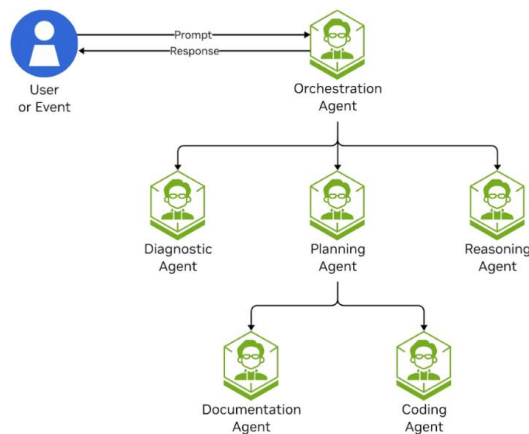 Prompt
Response
User
or Event
Orchestration
Agent
Diagnostic
Agent
Planning
Agent
Reasoning
Agent
Documentation
Agent
Coding
Agent